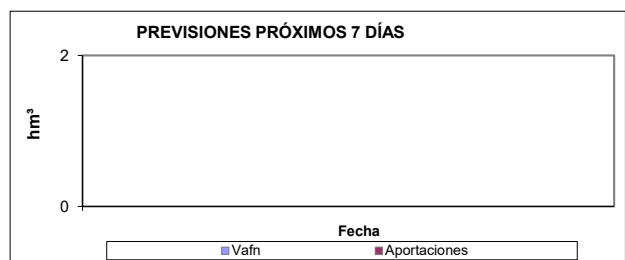 PREVISIONES PRÓXIMOS 7 DÍAS
2
hm³
0
Fecha
Vafn
Aportaciones